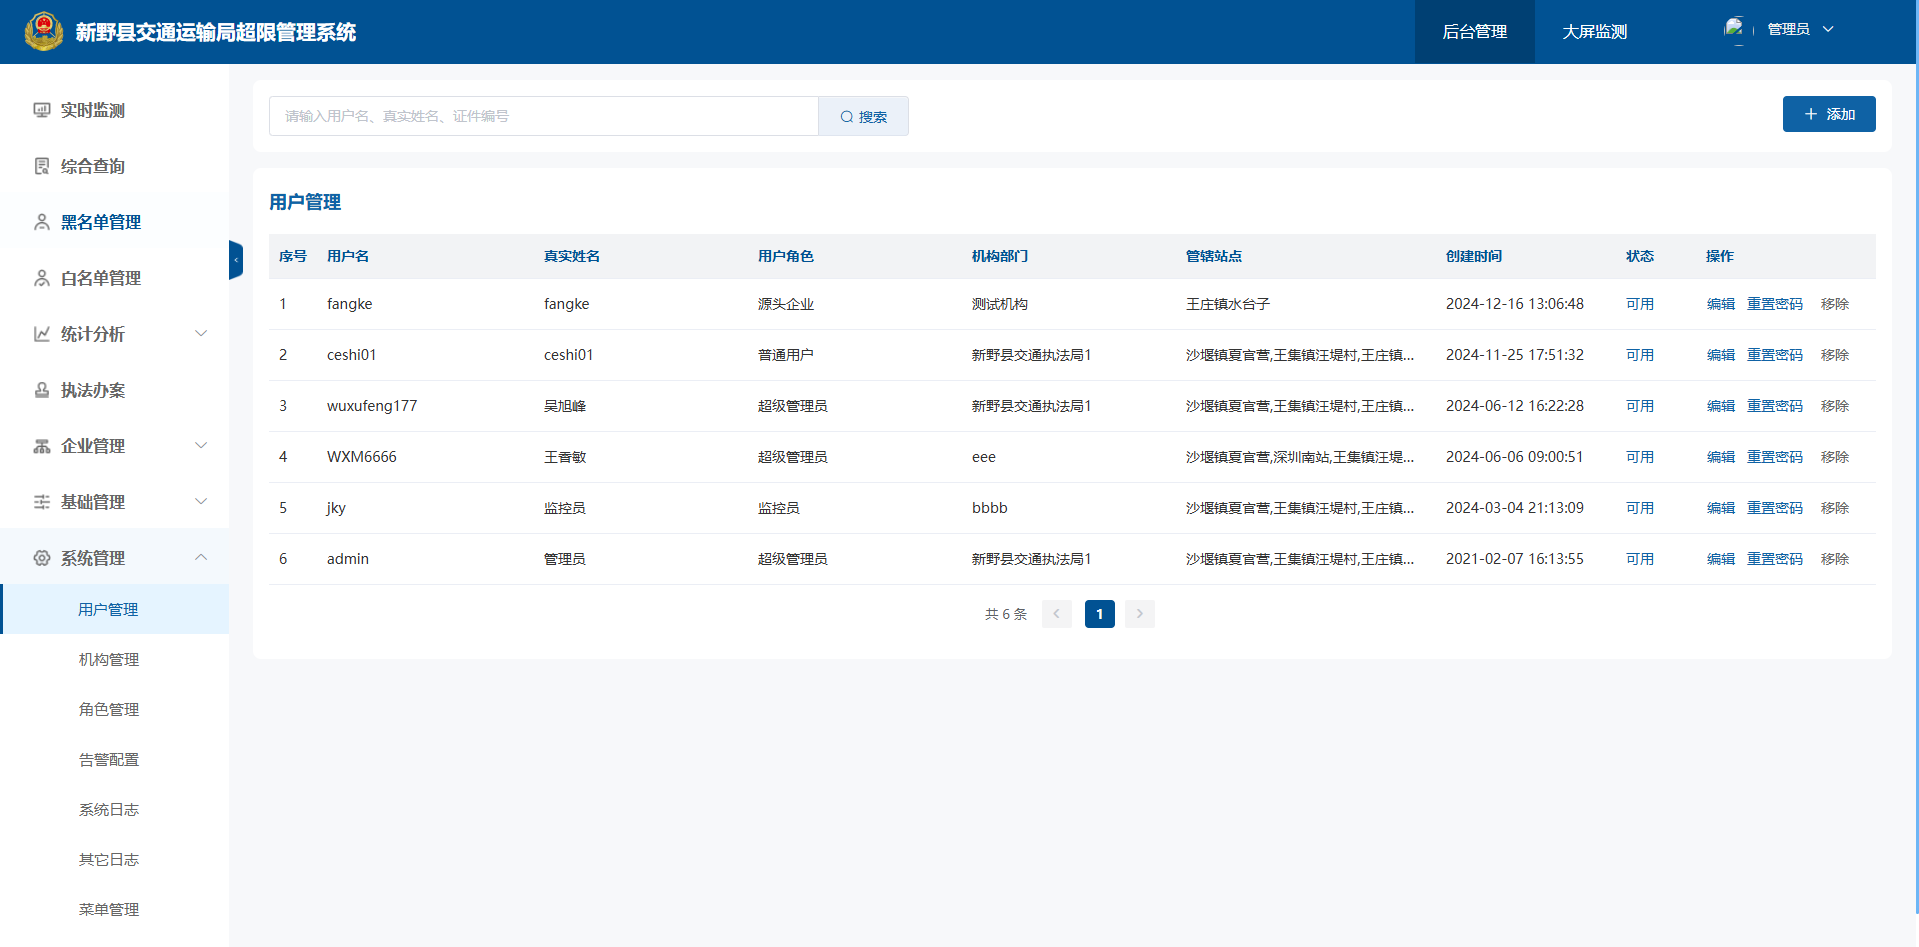 新野县交通运输局超限管理系统
后台管理
大屏监测
管理员
实时监测
综合查询
黑名单管理
白名单管理
统计分析
执法办案
企业管理
基础管理
系统管理
用户管理
机构管理
角色管理
告警配置
系统日志
其它日志
菜单管理
请输入用户名、真实姓名、证件编号
搜索
添加
用户管理
序号 用户名 真实姓名 用户角色 机构部门 管辖站点 创建时间 状态 操作
1 fangke fangke 源头企业 测试机构 王庄镇水台子 2024-12-16 13:06:48 可用 编辑 重置密码 移除
2 ceshi01 ceshi01 普通用户 新野县交通执法局1 沙堰镇夏官营,王集镇汪堤村,王庄镇... 2024-11-25 17:51:32 可用 编辑 重置密码 移除
3 wuxufeng177 吴旭峰 超级管理员 新野县交通执法局1 沙堰镇夏官营,王集镇汪堤村,王庄镇... 2024-06-12 16:22:28 可用 编辑 重置密码 移除
4 WXM6666 王香敏 超级管理员 eee 沙堰镇夏官营,深圳南站,王集镇汪堤... 2024-06-06 09:00:51 可用 编辑 重置密码 移除
5 jky 监控员 监控员 bbbb 沙堰镇夏官营,王集镇汪堤村,王庄镇... 2024-03-04 21:13:09 可用 编辑 重置密码 移除
6 admin 管理员 超级管理员 新野县交通执法局1 沙堰镇夏官营,王集镇汪堤村,王庄镇... 2021-02-07 16:13:55 可用 编辑 重置密码 移除
共 6 条 1